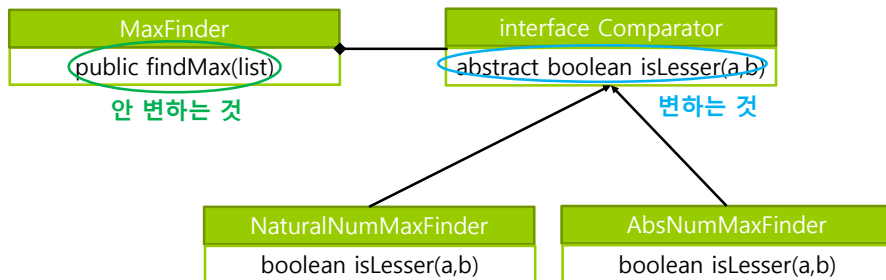 MaxFinder
public findMax(list)
안 변하는 것
interface Comparator
abstract boolean isLesser(a,b)
변하는 것
NaturalNumMaxFinder
boolean isLesser(a,b)
AbsNumMaxFinder
boolean isLesser(a,b)